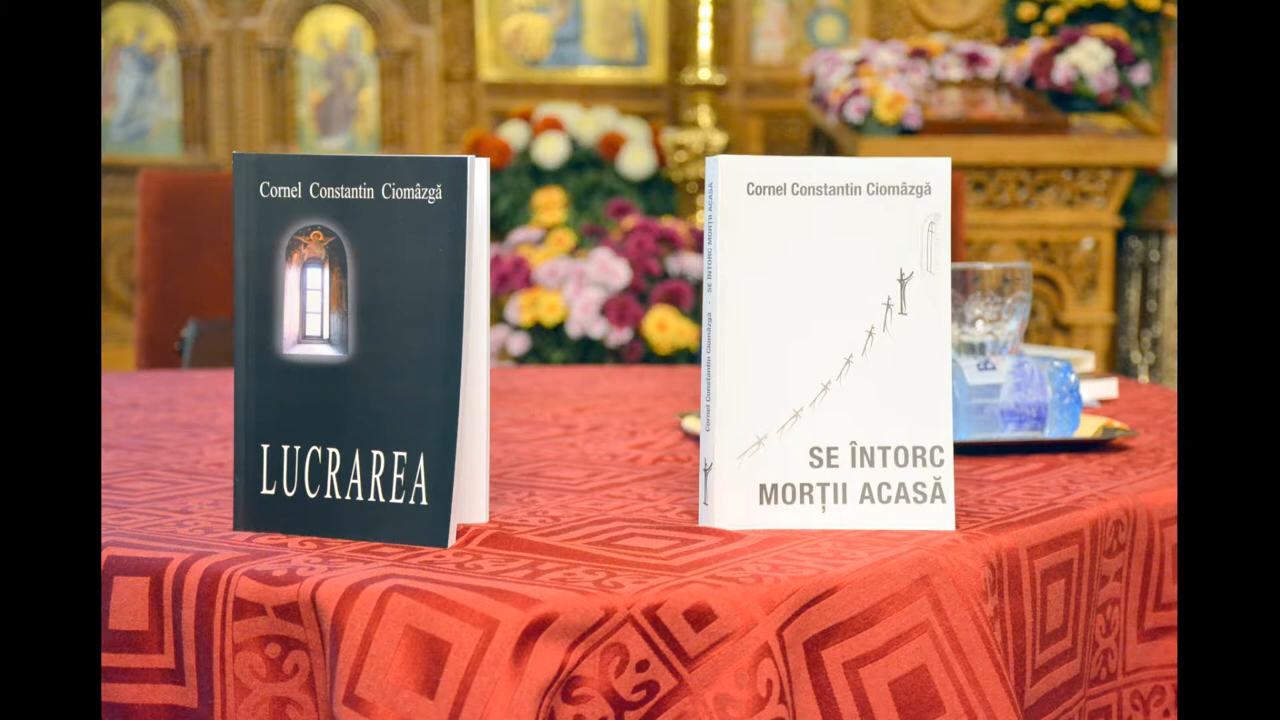 Cornel Constantin Ciomâzgă
LUCRAREA
Cornel Constantin Ciomâzgă
SE ÎNTORC
MORȚII ACASĂ
Cornel Constantin Ciomâzgă - SE ÎNTORC MORȚII ACASĂ